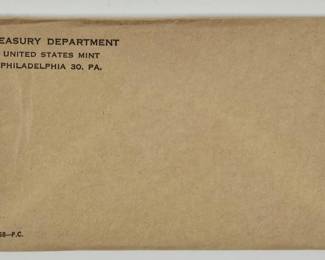 EASURY DEPARTMENT
UNITED STATES MINT
PHILADELPHIA 30. PA.
58—P.C.